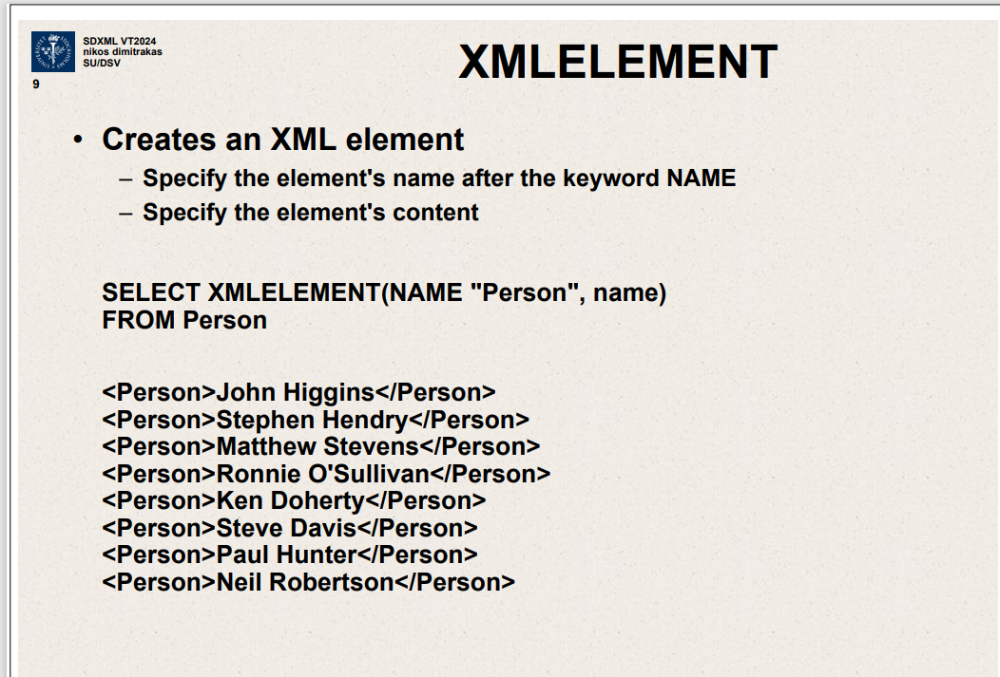 SDXML VT2024
nikos dimitrakas
SU/DSV
9
XMLELEMENT
• Creates an XML element
– Specify the element's name after the keyword NAME
– Specify the element's content
SELECT XMLELEMENT(NAME "Person", name)
FROM Person
<Person>John Higgins</Person>
<Person>Stephen Hendry</Person>
<Person>Matthew Stevens</Person>
<Person>Ronnie O'Sullivan</Person>
<Person>Ken Doherty</Person>
<Person>Steve Davis</Person>
<Person>Paul Hunter</Person>
<Person>Neil Robertson</Person>